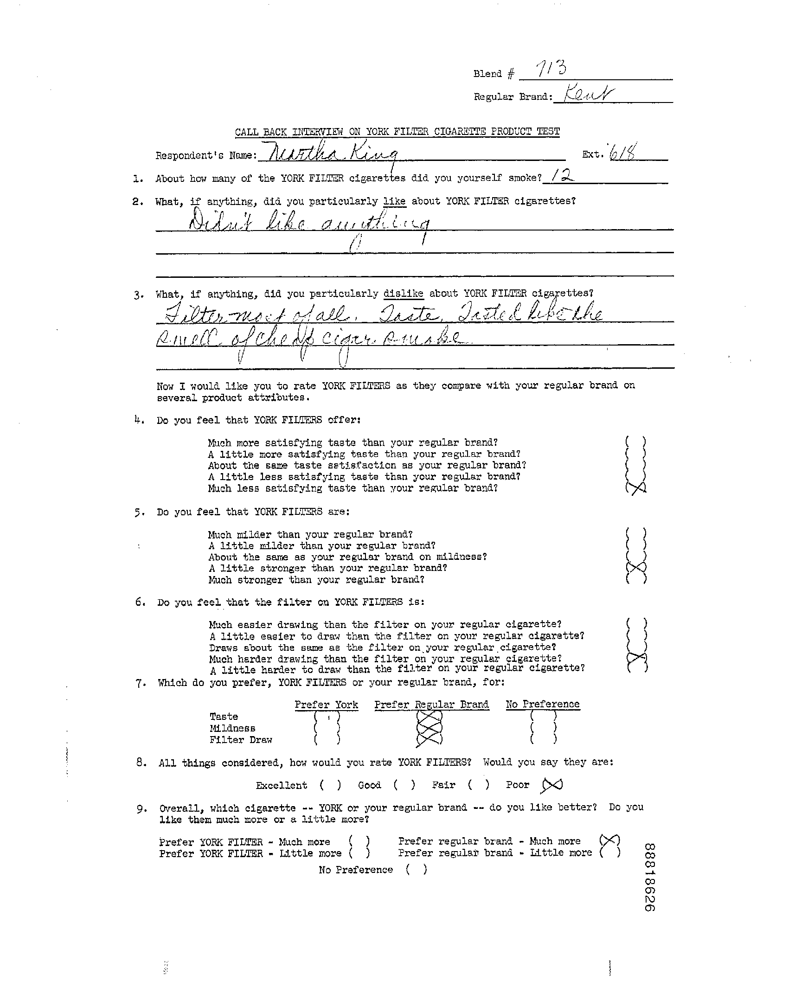 Blend # 713
Regular Brand: Kent
CALL BACK INTERVIEW ON YORK FILTER CIGARETTE PRODUCT TEST
Respondent's Name: Martha King Ext. 618
1. About how many of the YORK FILTER cigarettes did you yourself smoke? 12
2. What, if anything, did you particularly like about YORK FILTER cigarettes?
Didn't like anything
3. What, if anything, did you particularly dislike about YORK FILTER cigarettes?
Filter most of all. Taste. Tasted like the
smell of cheap cigar smoke
Now I would like you to rate YORK FILTERS as they compare with your regular brand on
several product attributes.
4. Do you feel that YORK FILTERS offer:
Much more satisfying taste than your regular brand? ( )
A little more satisfying taste than your regular brand? ( )
About the same taste satisfaction as your regular brand? ( )
A little less satisfying taste than your regular brand? ( )
Much less satisfying taste than your regular brand? (X)
5. Do you feel that YORK FILTERS are:
Much milder than your regular brand? ( )
A little milder than your regular brand? ( )
About the same as your regular brand on mildness? ( )
A little stronger than your regular brand? (X)
Much stronger than your regular brand? ( )
6. Do you feel that the filter on YORK FILTERS is:
Much easier drawing than the filter on your regular cigarette? ( )
A little easier to draw than the filter on your regular cigarette? ( )
Draws about the same as the filter on your regular cigarette? ( )
Much harder drawing than the filter on your regular cigarette? (X)
A little harder to draw than the filter on your regular cigarette? ( )
7. Which do you prefer, YORK FILTERS or your regular brand, for:
Prefer York Prefer Regular Brand No Preference
Taste ( ) (X) ( )
Mildness ( ) (X) ( )
Filter Draw ( ) (X) ( )
8. All things considered, how would you rate YORK FILTERS? Would you say they are:
Excellent ( ) Good ( ) Fair ( ) Poor (X)
9. Overall, which cigarette -- YORK or your regular brand -- do you like better? Do you
like them much more or a little more?
Prefer YORK FILTER - Much more ( ) Prefer regular brand - Much more (X)
Prefer YORK FILTER - Little more ( ) Prefer regular brand - Little more ( )
No Preference ( )
88818626